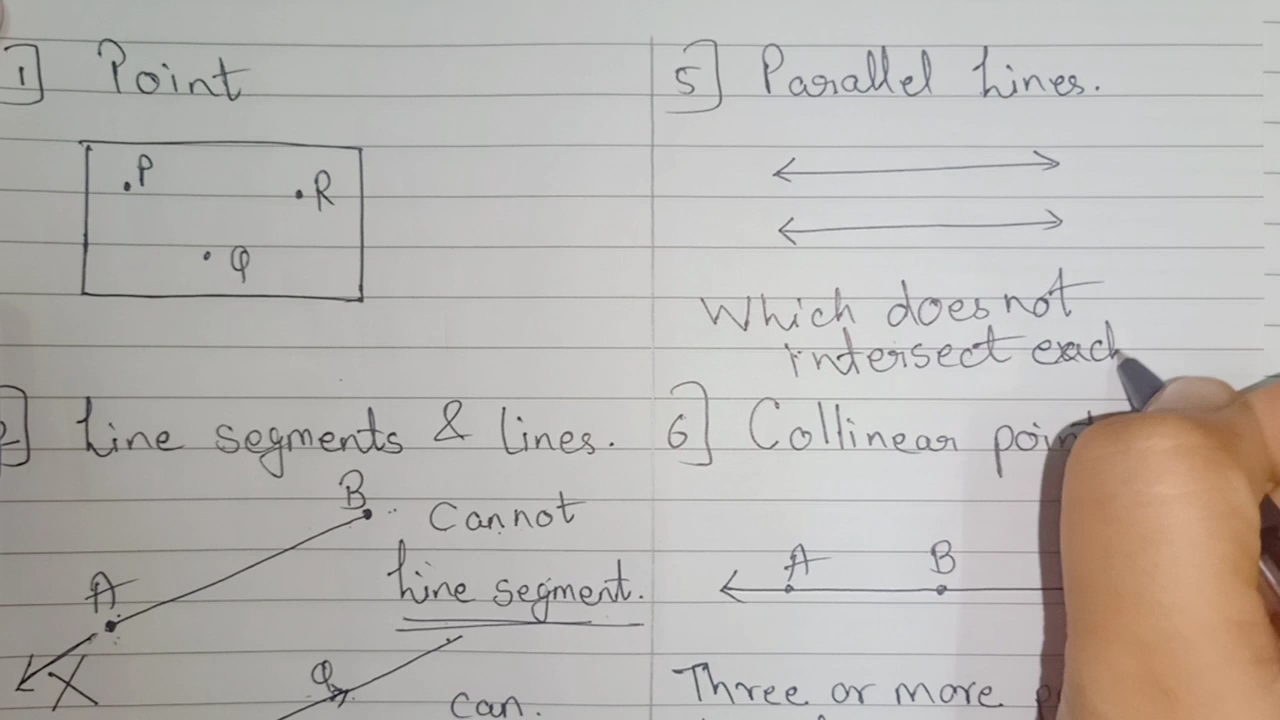 1] Point
P
R
Q
2] Line segments & lines.
B
Cannot
A
Line segment.
X
Q
can.
5] Parallel Lines.
Which does not
intersect each
6] Collinear
A
B
Three or more